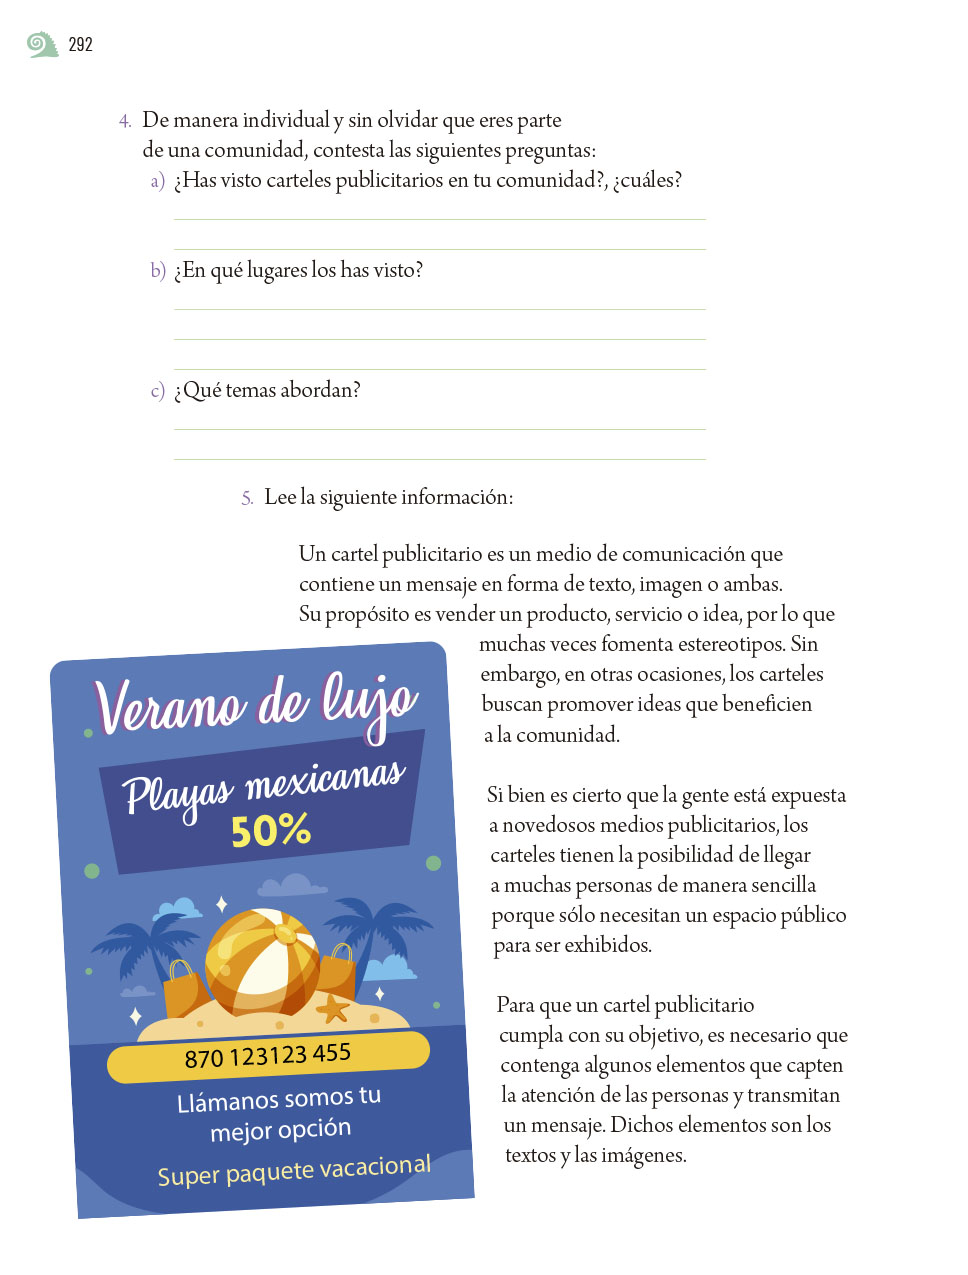 292
4. De manera individual y sin olvidar que eres parte
de una comunidad, contesta las siguientes preguntas:
a) ¿Has visto carteles publicitarios en tu comunidad?, ¿cuáles?
b) ¿En qué lugares los has visto?
c) ¿Qué temas abordan?
5. Lee la siguiente información:
Un cartel publicitario es un medio de comunicación que
contiene un mensaje en forma de texto, imagen o ambas.
Su propósito es vender un producto, servicio o idea, por lo que
muchas veces fomenta estereotipos. Sin
embargo, en otras ocasiones, los carteles
buscan promover ideas que beneficien
a la comunidad.
Si bien es cierto que la gente está expuesta
a novedosos medios publicitarios, los
carteles tienen la posibilidad de llegar
a muchas personas de manera sencilla
porque sólo necesitan un espacio público
para ser exhibidos.
Para que un cartel publicitario
cumpla con su objetivo, es necesario que
contenga algunos elementos que capten
la atención de las personas y transmitan
un mensaje. Dichos elementos son los
textos y las imágenes.
Verano de lujo
Playas mexicanas
50%
870 123123 455
Llámanos somos tu
mejor opción
Super paquete vacacional